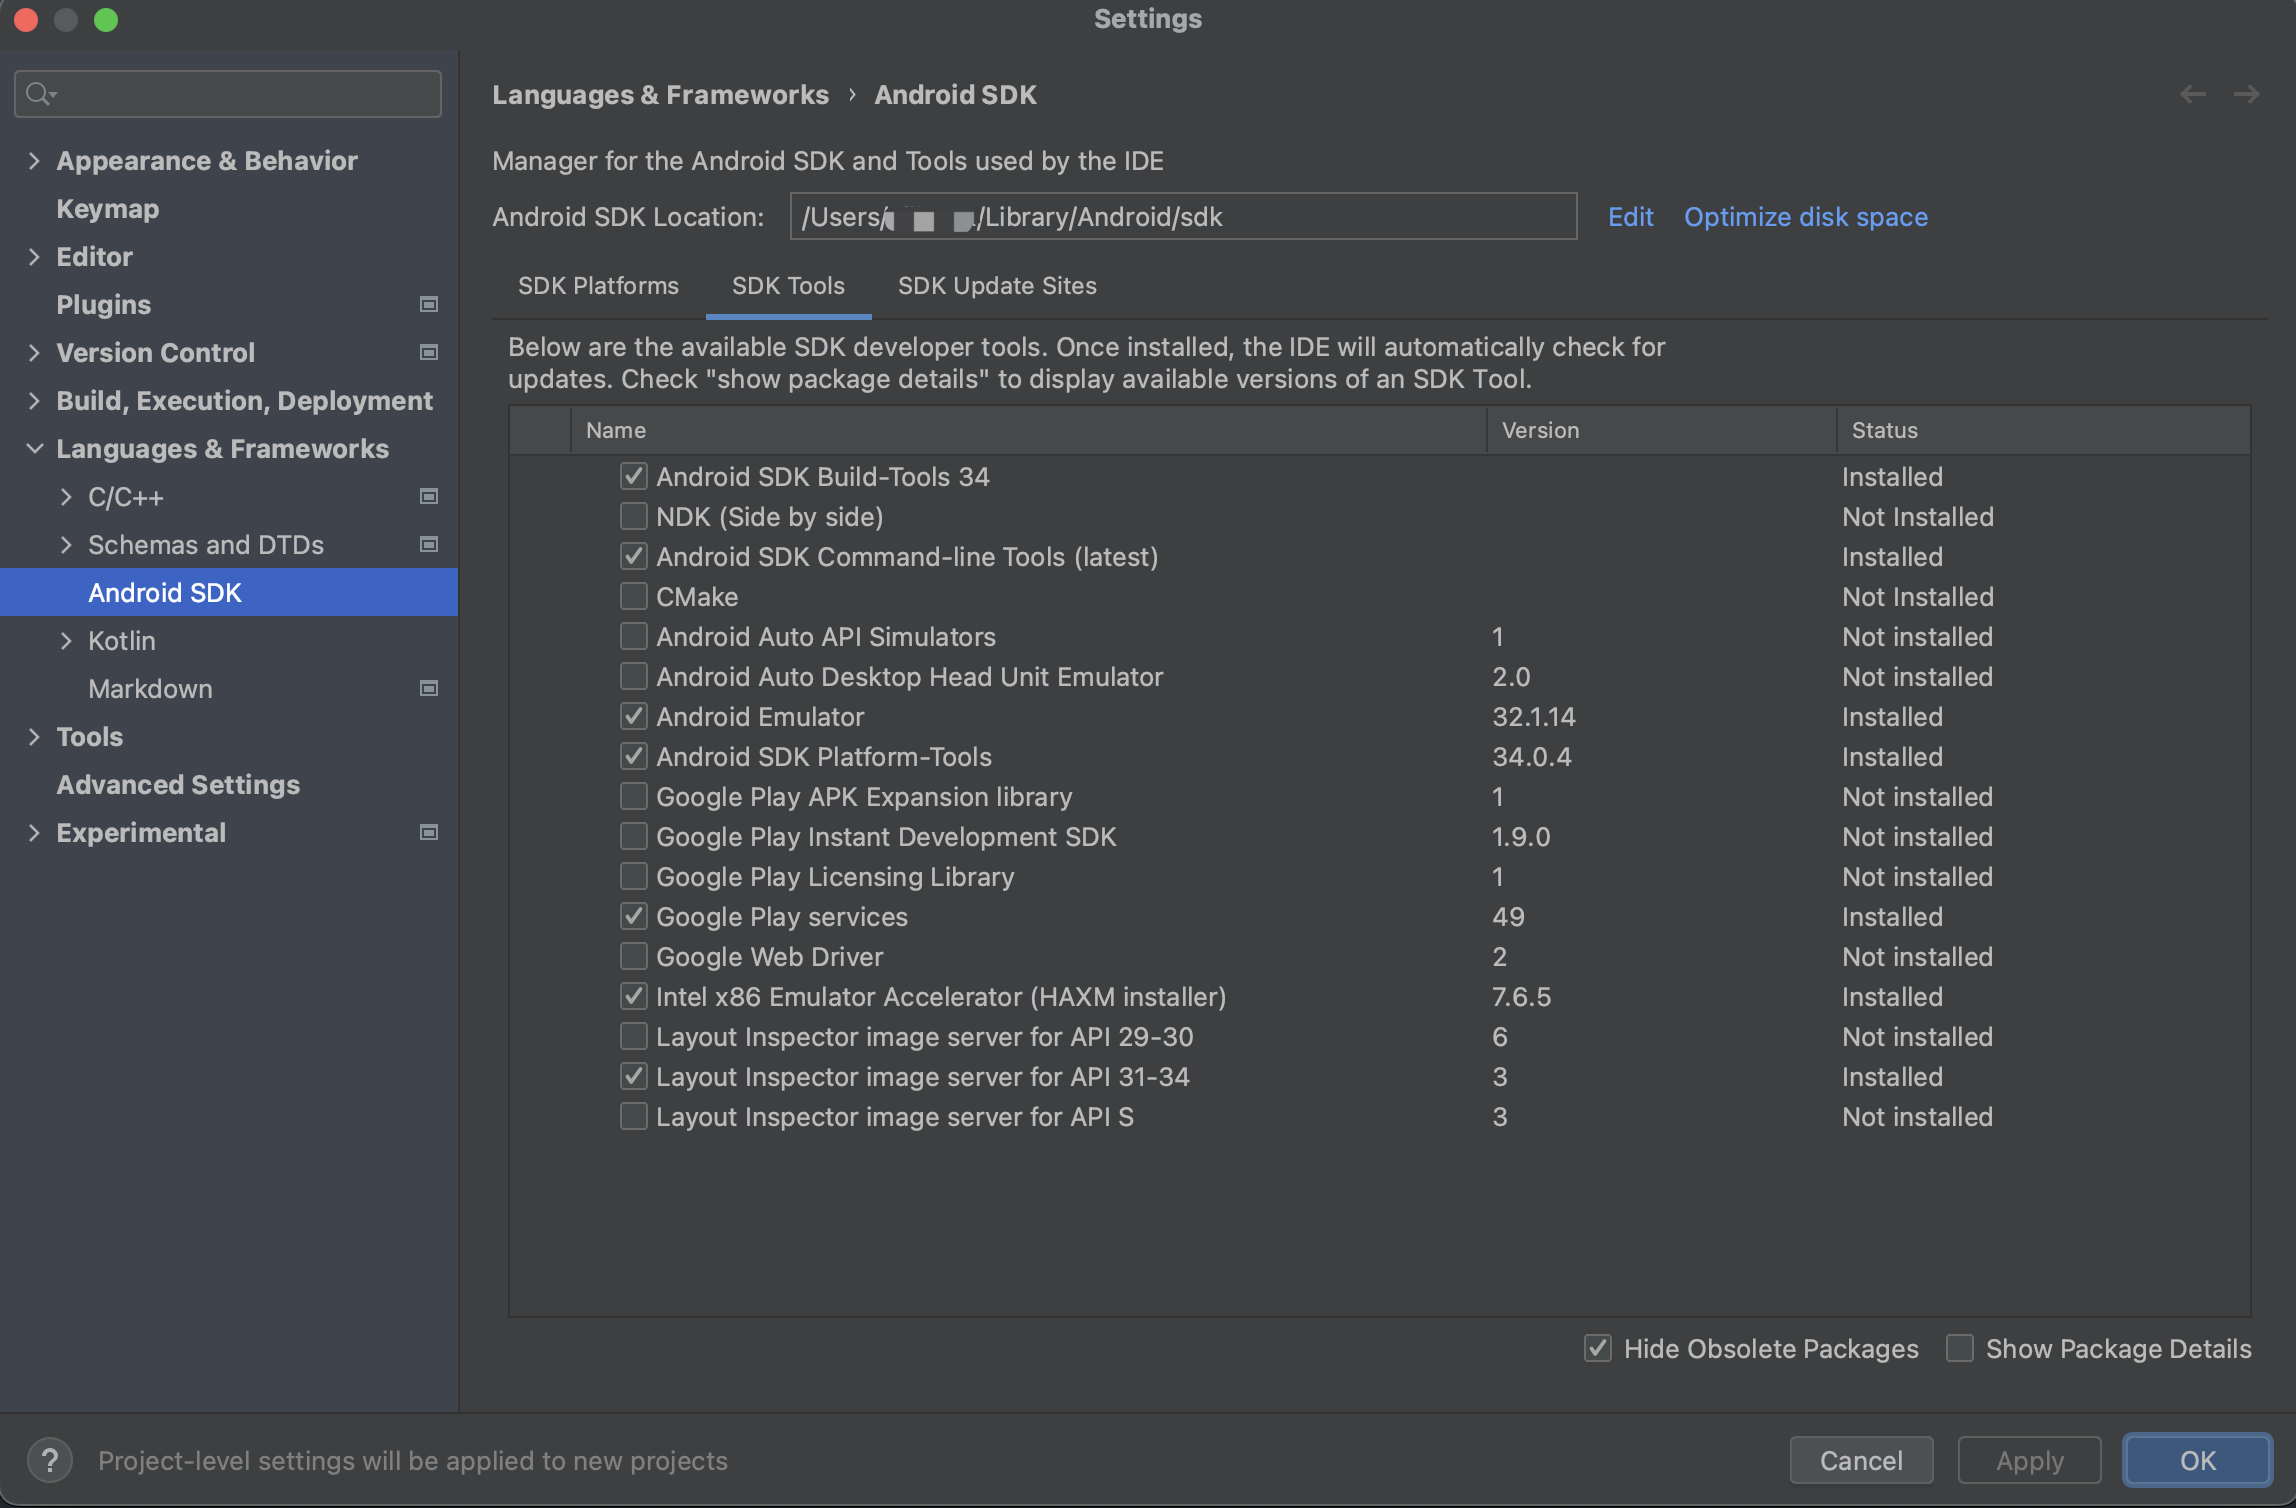 Settings
Appearance & Behavior
Keymap
Editor
Plugins
Version Control
Build, Execution, Deployment
Languages & Frameworks
C/C++
Schemas and DTDs
Android SDK
Kotlin
Markdown
Tools
Advanced Settings
Experimental
Languages & Frameworks › Android SDK
Manager for the Android SDK and Tools used by the IDE
Android SDK Location: /Users/ /Library/Android/sdk Edit Optimize disk space
SDK Platforms SDK Tools SDK Update Sites
Below are the available SDK developer tools. Once installed, the IDE will automatically check for
updates. Check "show package details" to display available versions of an SDK Tool.
Name Version Status
Android SDK Build-Tools 34 Installed
NDK (Side by side) Not Installed
Android SDK Command-line Tools (latest) Installed
CMake Not Installed
Android Auto API Simulators 1 Not installed
Android Auto Desktop Head Unit Emulator 2.0 Not installed
Android Emulator 32.1.14 Installed
Android SDK Platform-Tools 34.0.4 Installed
Google Play APK Expansion library 1 Not installed
Google Play Instant Development SDK 1.9.0 Not installed
Google Play Licensing Library 1 Not installed
Google Play services 49 Installed
Google Web Driver 2 Not installed
Intel x86 Emulator Accelerator (HAXM installer) 7.6.5 Installed
Layout Inspector image server for API 29-30 6 Not installed
Layout Inspector image server for API 31-34 3 Installed
Layout Inspector image server for API S 3 Not installed
Hide Obsolete Packages Show Package Details
? Project-level settings will be applied to new projects
Cancel Apply OK